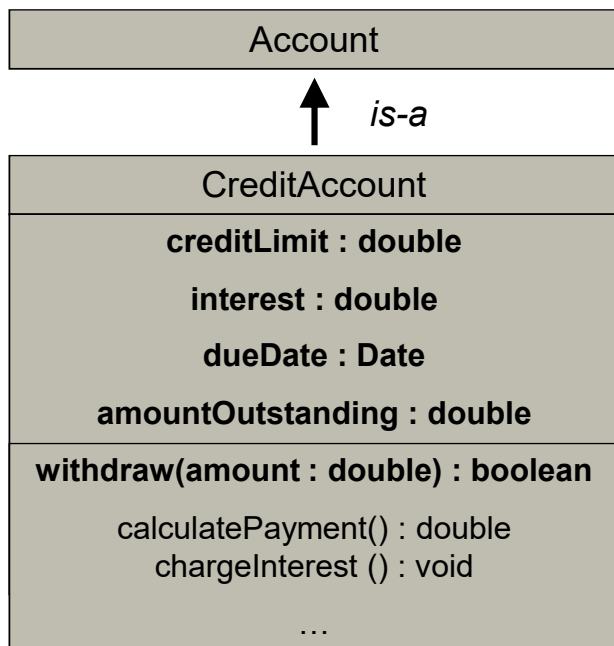 Account
is-a
CreditAccount
creditLimit : double
interest : double
dueDate : Date
amountOutstanding : double
withdraw(amount : double) : boolean
calculatePayment() : double
chargeInterest () : void
…